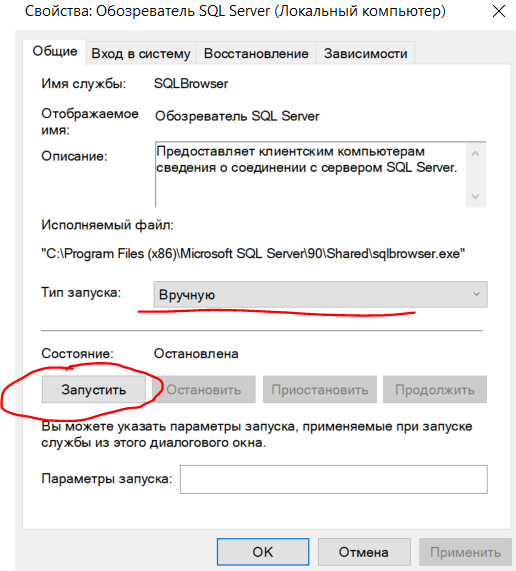 Свойства: Обозреватель SQL Server (Локальный компьютер)
Общие Вход в систему Восстановление Зависимости
Имя службы: SQLBrowser
Отображаемое имя: Обозреватель SQL Server
Описание: Предоставляет клиентским компьютерам
сведения о соединении с сервером SQL Server.
Исполняемый файл:
"C:\Program Files (x86)\Microsoft SQL Server\90\Shared\sqlbrowser.exe"
Тип запуска: Вручную
Состояние: Остановлена
Запустить Остановить Приостановить Продолжить
Вы можете указать параметры запуска, применяемые при запуске
службы из этого диалогового окна.
Параметры запуска:
OK Отмена Применить